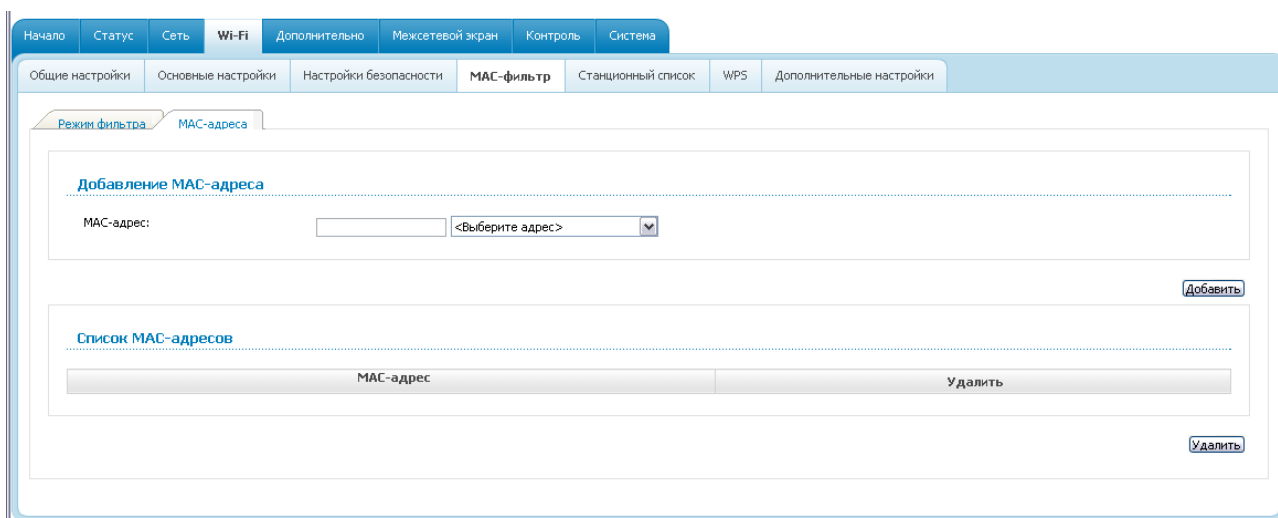 Начало Статус Сеть Wi-Fi Дополнительно Межсетевой экран Контроль Система
Общие настройки Основные настройки Настройки безопасности MAC-фильтр Станционный список WPS Дополнительные настройки
Режим фильтра MAC-адреса
Добавление MAC-адреса
MAC-адрес: <Выберите адрес>
Добавить
Список MAC-адресов
MAC-адрес Удалить
Удалить